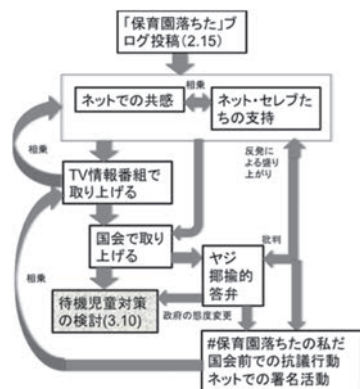 「保育園落ちた」ブ
ログ投稿(2.15)
相乗
ネットでの共感
ネット・セレブた
ちの支持
相乗
TV情報番組で
取り上げる
反発に
よる盛り
上がり
国会で取り
上げる
批判
ヤジ
揶揄的
答弁
相乗
待機児童対策
の検討(3.10)
政府の態度変更
#保育園落ちたの私だ
国会前での抗議行動
ネットでの署名活動